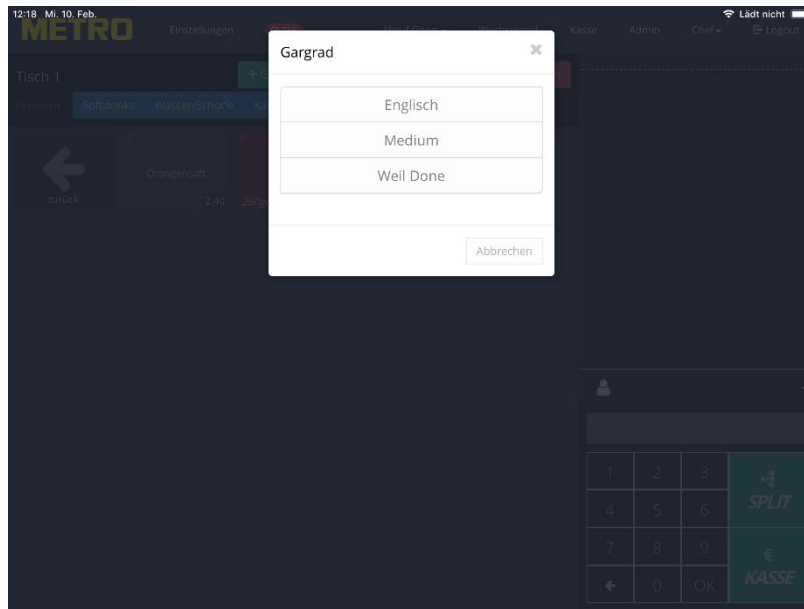 12:18 Mi. 10. Feb.
Lädt nicht
METRO
Einstellungen
Kasse
Admin
Chef
Logout
Gargrad
Tisch 1
Favoriten
Softdrinks
Wasser/Schorle
Englisch
Medium
Weil Done
Orangensaft
zurück
2.40
Abbrechen
1 2 3
SPLIT
4 5 6
7 8 9
€
KASSE
0 OK